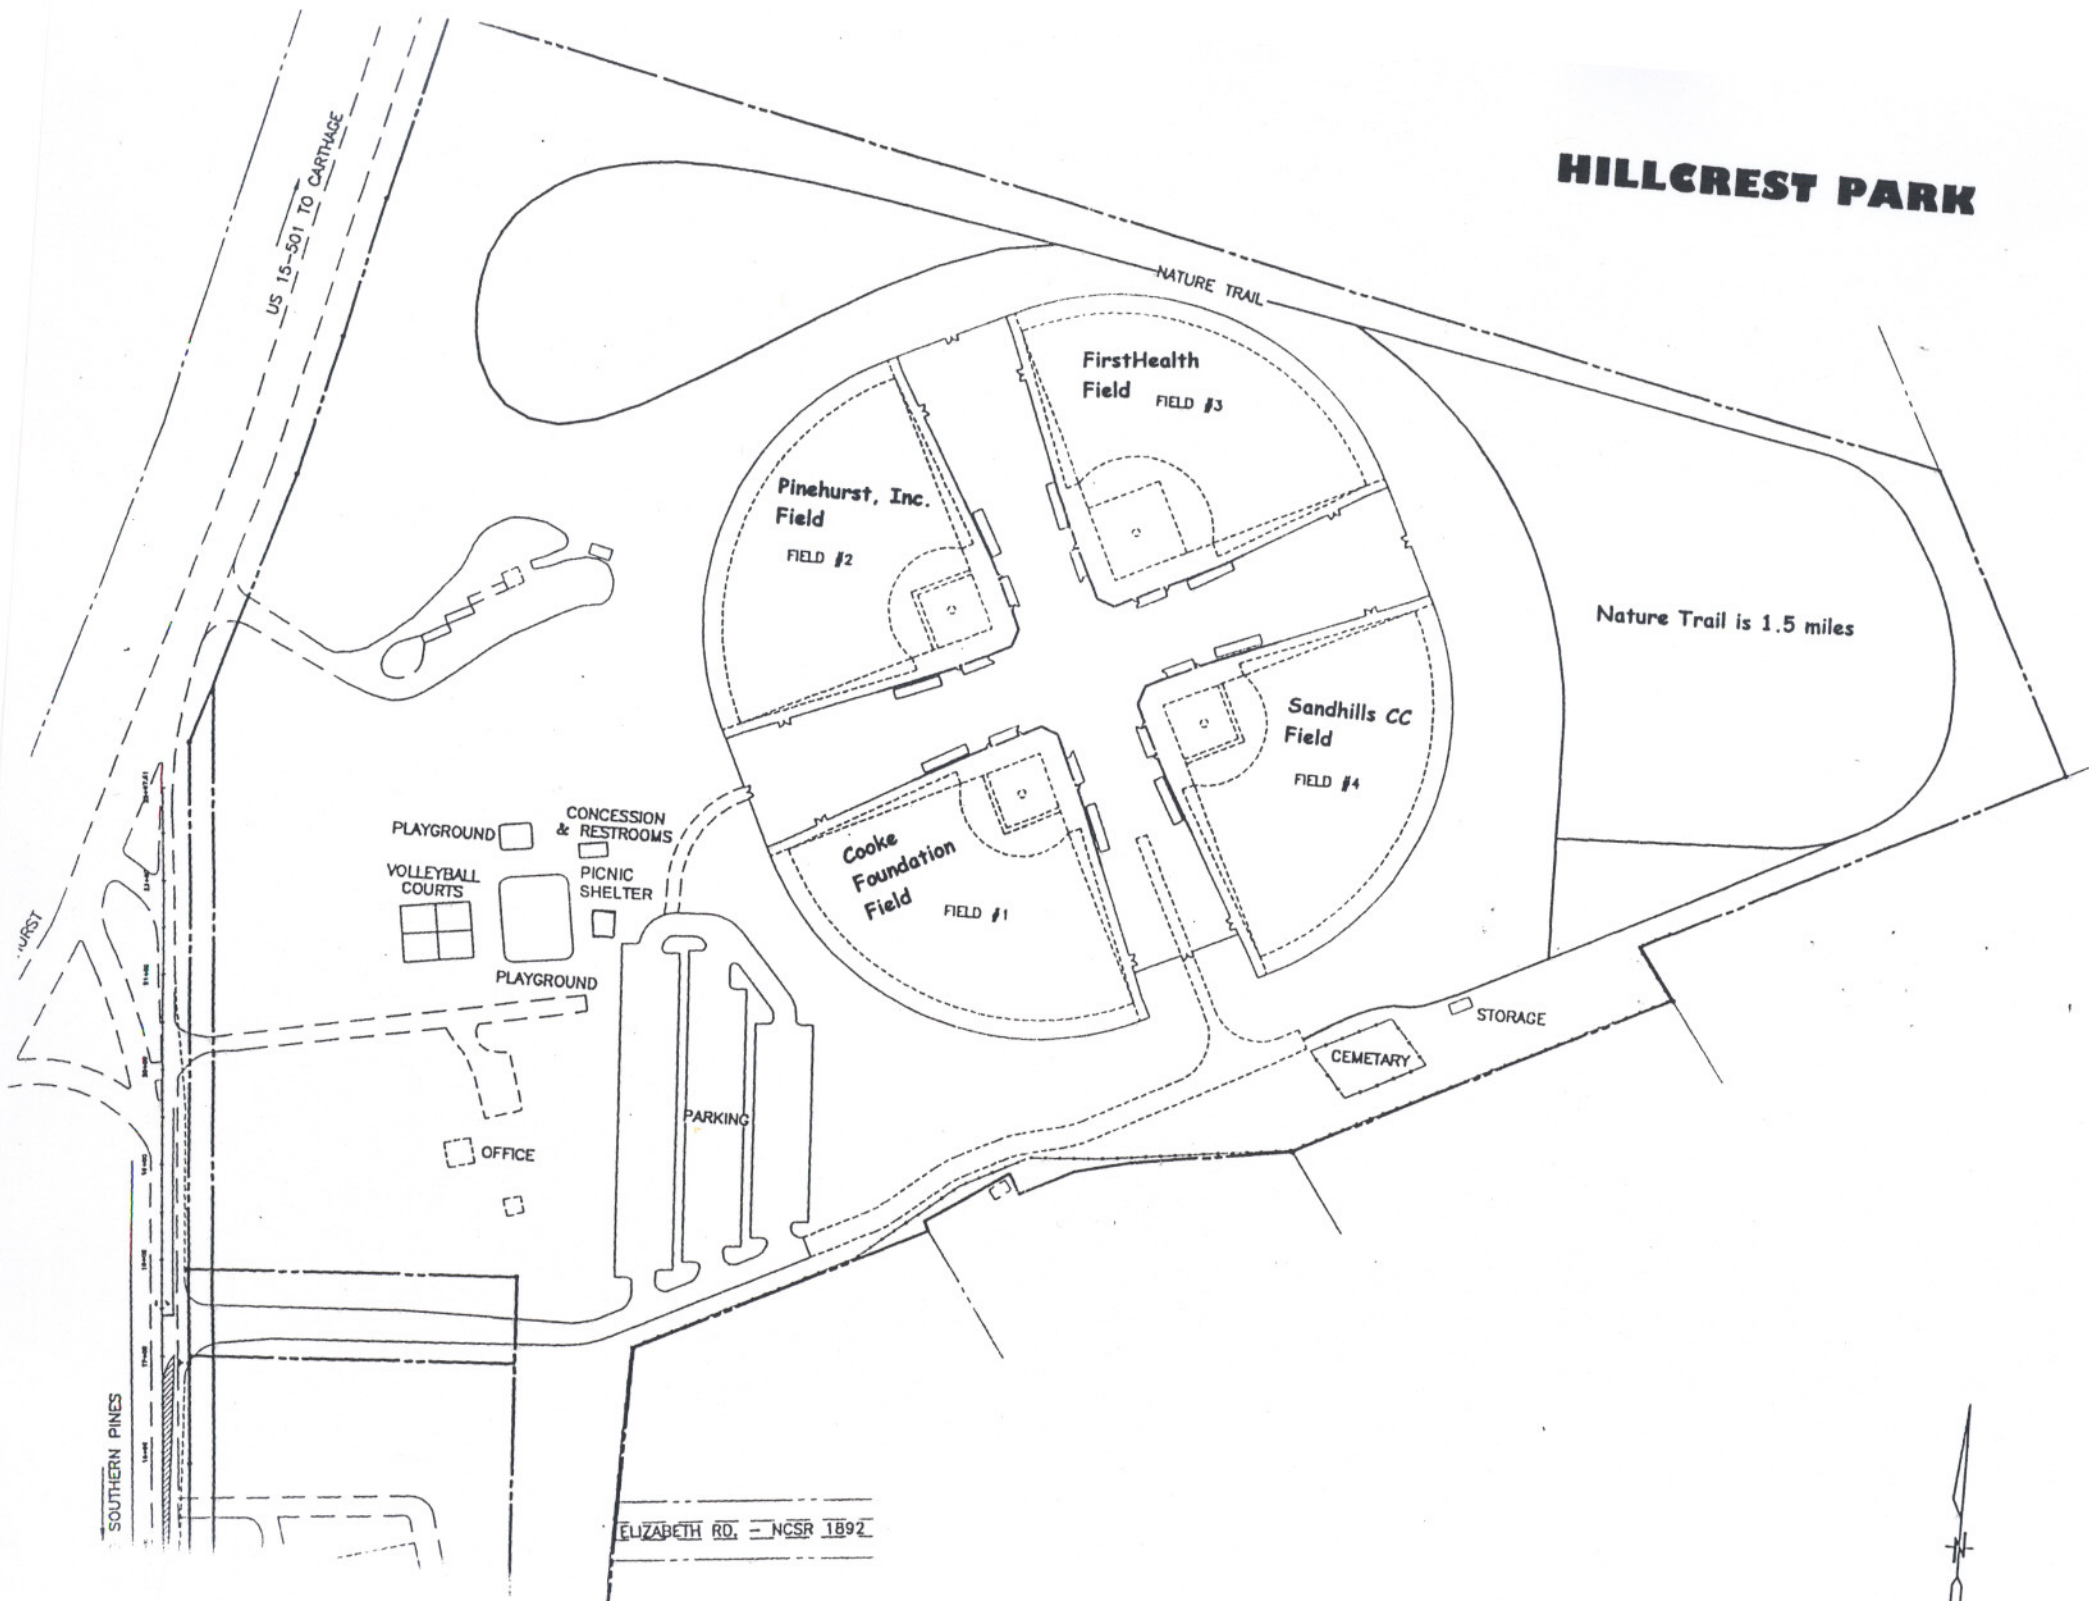 HILLCREST PARK
US 15-501 TO CARTHAGE
NATURE TRAIL
FirstHealth
Field
FIELD #3
Pinehurst, Inc.
Field
FIELD #2
Nature Trail is 1.5 miles
Sandhills CC
Field
FIELD #4
Cooke
Foundation
Field
FIELD #1
PLAYGROUND
CONCESSION
& RESTROOMS
VOLLEYBALL
COURTS
PICNIC
SHELTER
PLAYGROUND
STORAGE
CEMETARY
PARKING
OFFICE
SOUTHERN PINES
ELIZABETH RD. - NCSR 1892
N